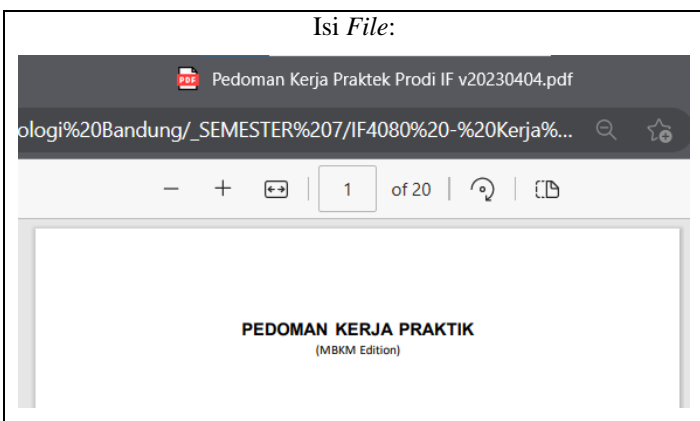 Isi File:
Pedoman Kerja Praktek Prodi IF v20230404.pdf
ologi%20Bandung/_SEMESTER%207/IF4080%20-%20Kerja%...
1 of 20
PEDOMAN KERJA PRAKTIK
(MBKM Edition)